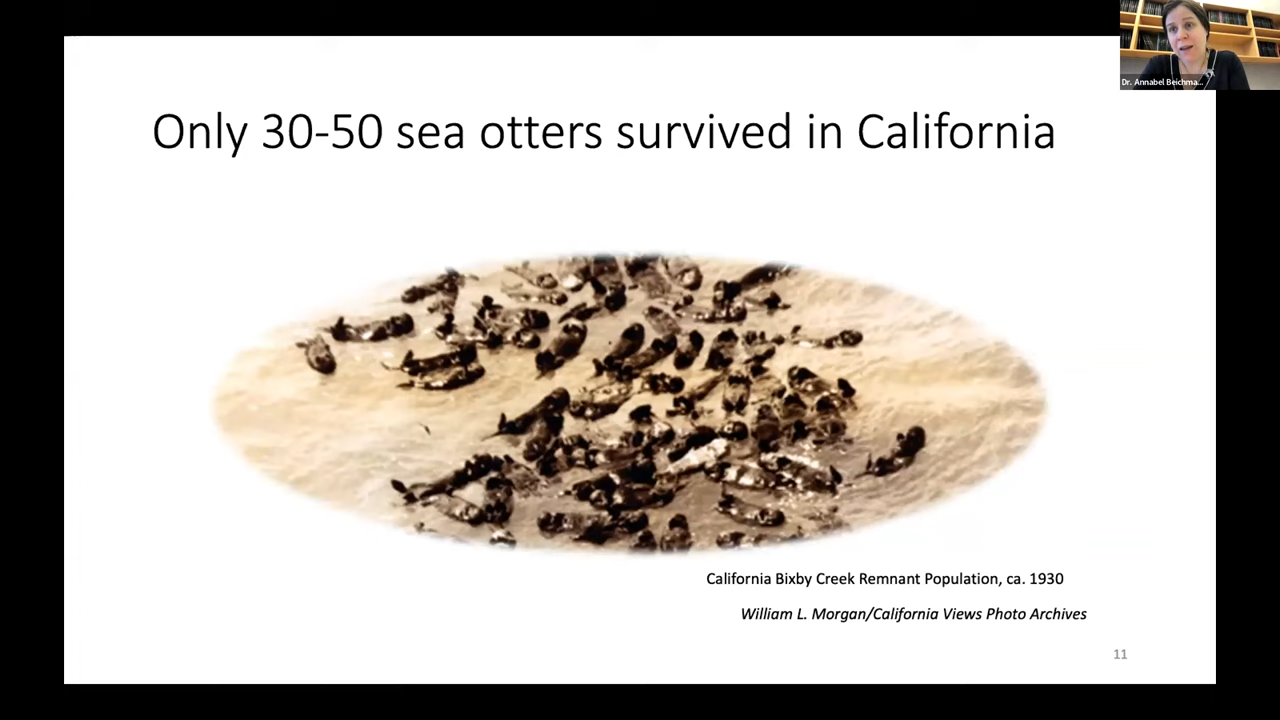 Dr. Annabel Beichma...
Only 30-50 sea otters survived in California
California Bixby Creek Remnant Population, ca. 1930
William L. Morgan/California Views Photo Archives
11